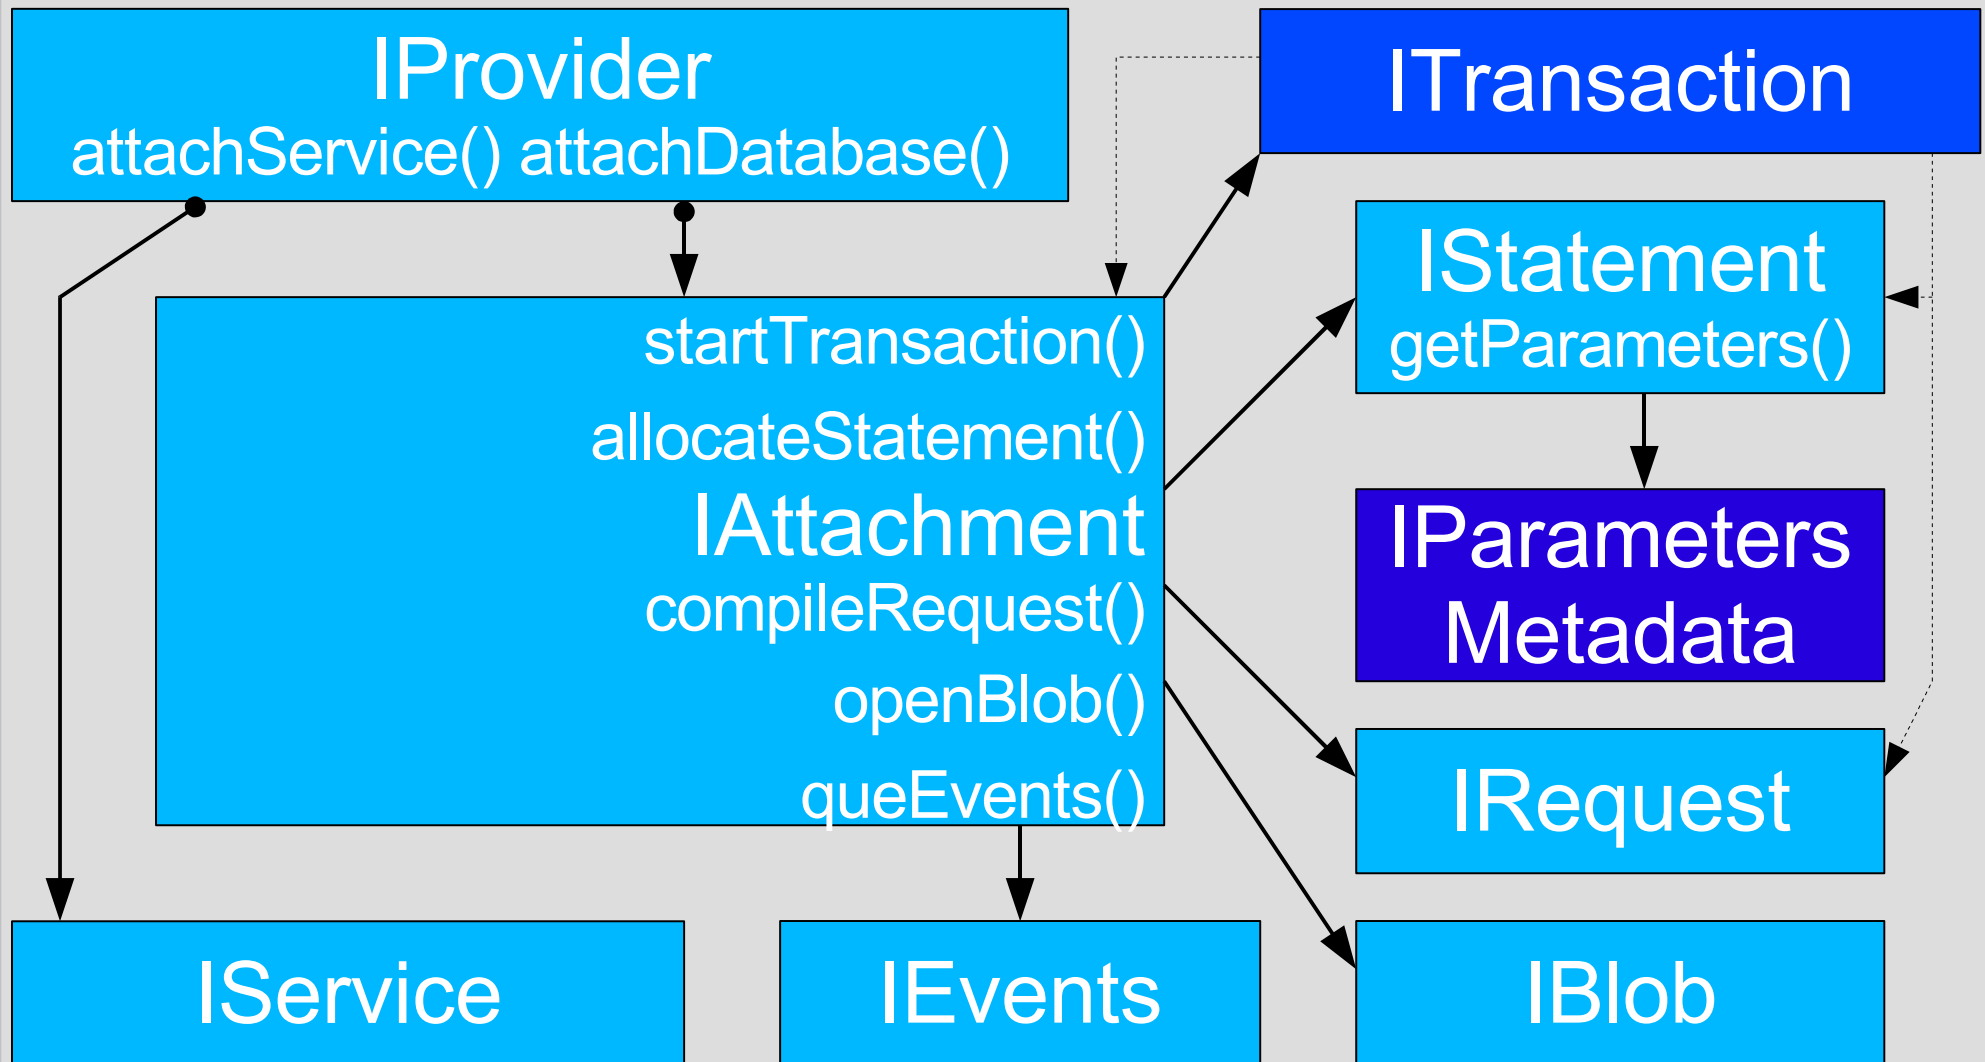 IProvider
attachService() attachDatabase()
ITransaction
IStatement
getParameters()
startTransaction()
allocateStatement()
IAttachment
compileRequest()
openBlob()
queEvents()
IParameters
Metadata
IRequest
IService
IEvents
IBlob